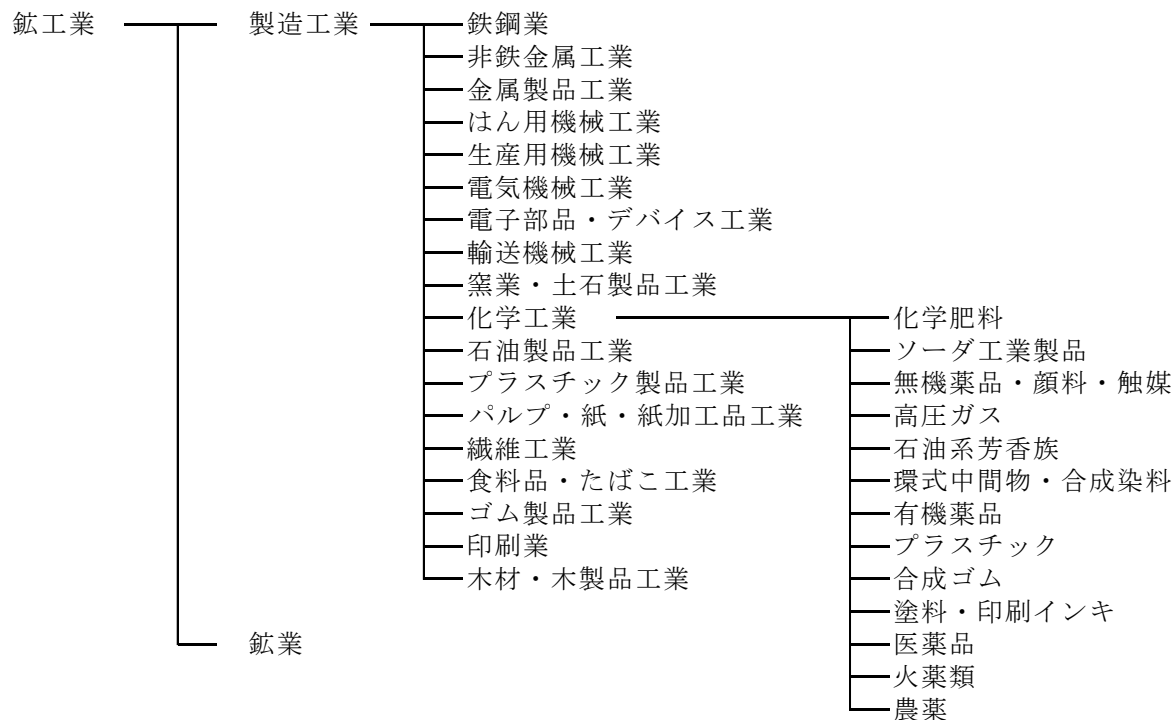 鉱工業 製造工業 鉄鋼業
非鉄金属工業
金属製品工業
はん用機械工業
生産用機械工業
電気機械工業
電子部品・デバイス工業
輸送機械工業
窯業・土石製品工業
化学工業 化学肥料
石油製品工業 ソーダ工業製品
プラスチック製品工業 無機薬品・顔料・触媒
パルプ・紙・紙加工品工業 高圧ガス
繊維工業 石油系芳香族
食料品・たばこ工業 環式中間物・合成染料
ゴム製品工業 有機薬品
印刷業 プラスチック
木材・木製品工業 合成ゴム
塗料・印刷インキ
鉱業 医薬品
火薬類
農薬